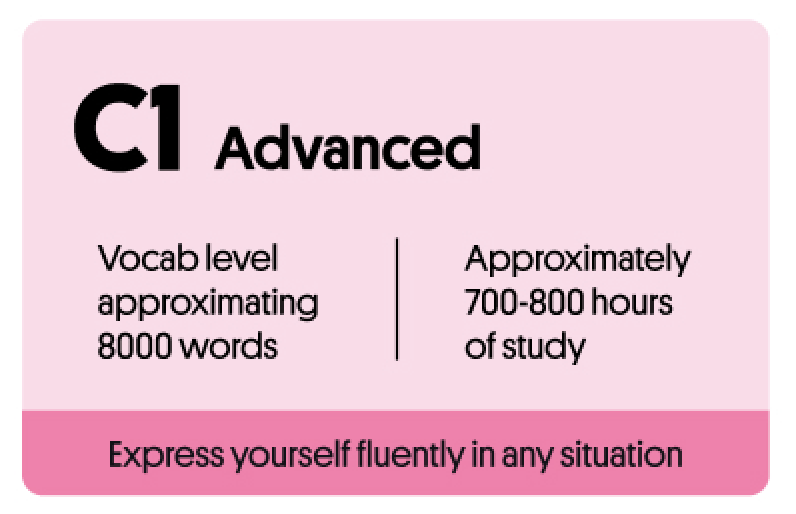 C1 Advanced
Vocab level
approximating
8000 words
Approximately
700-800 hours
of study
Express yourself fluently in any situation